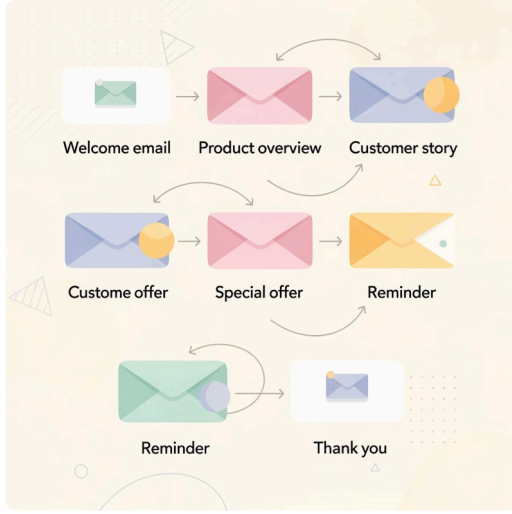 Welcome email
Product overview
Customer story
Custome offer
Special offer
Reminder
Reminder
Thank you